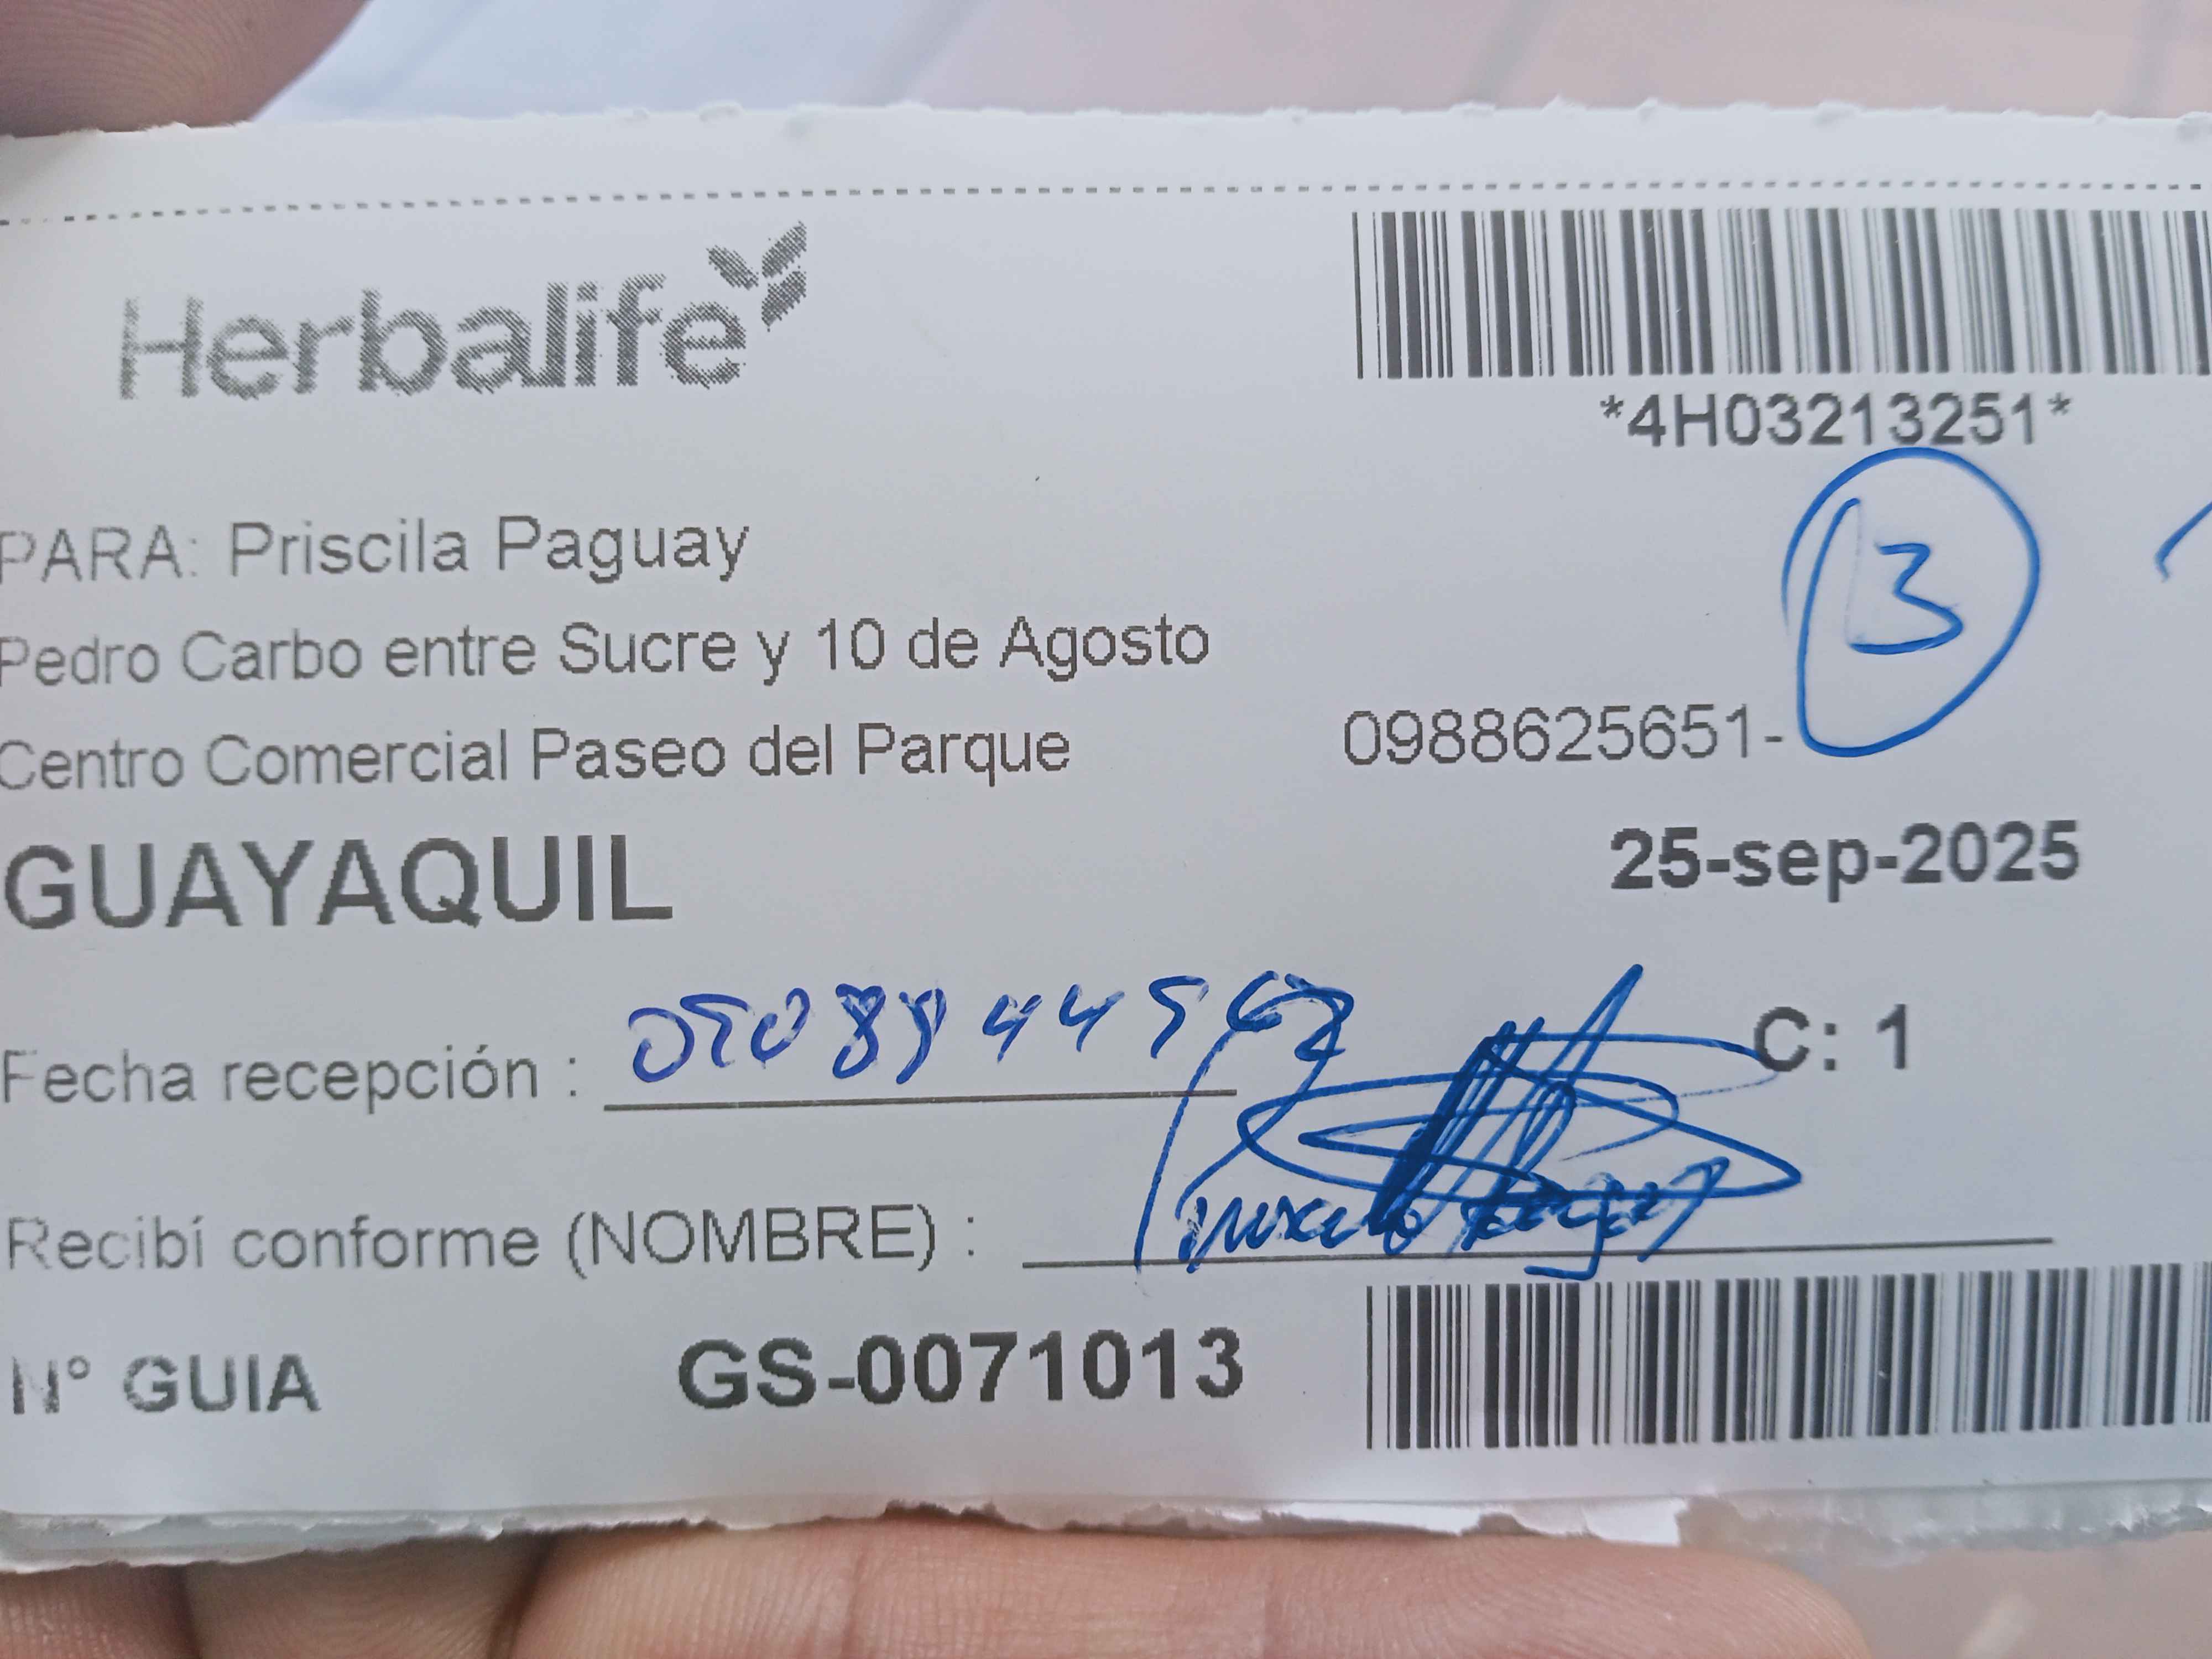 Herbalife
*4H03213251*
PARA: Priscila Paguay
3
Pedro Carbo entre Sucre y 10 de Agosto
Centro Comercial Paseo del Parque 0988625651-
GUAYAQUIL 25-sep-2025
Fecha recepción : C: 1
Recibí conforme (NOMBRE) :
N° GUIA GS-0071013